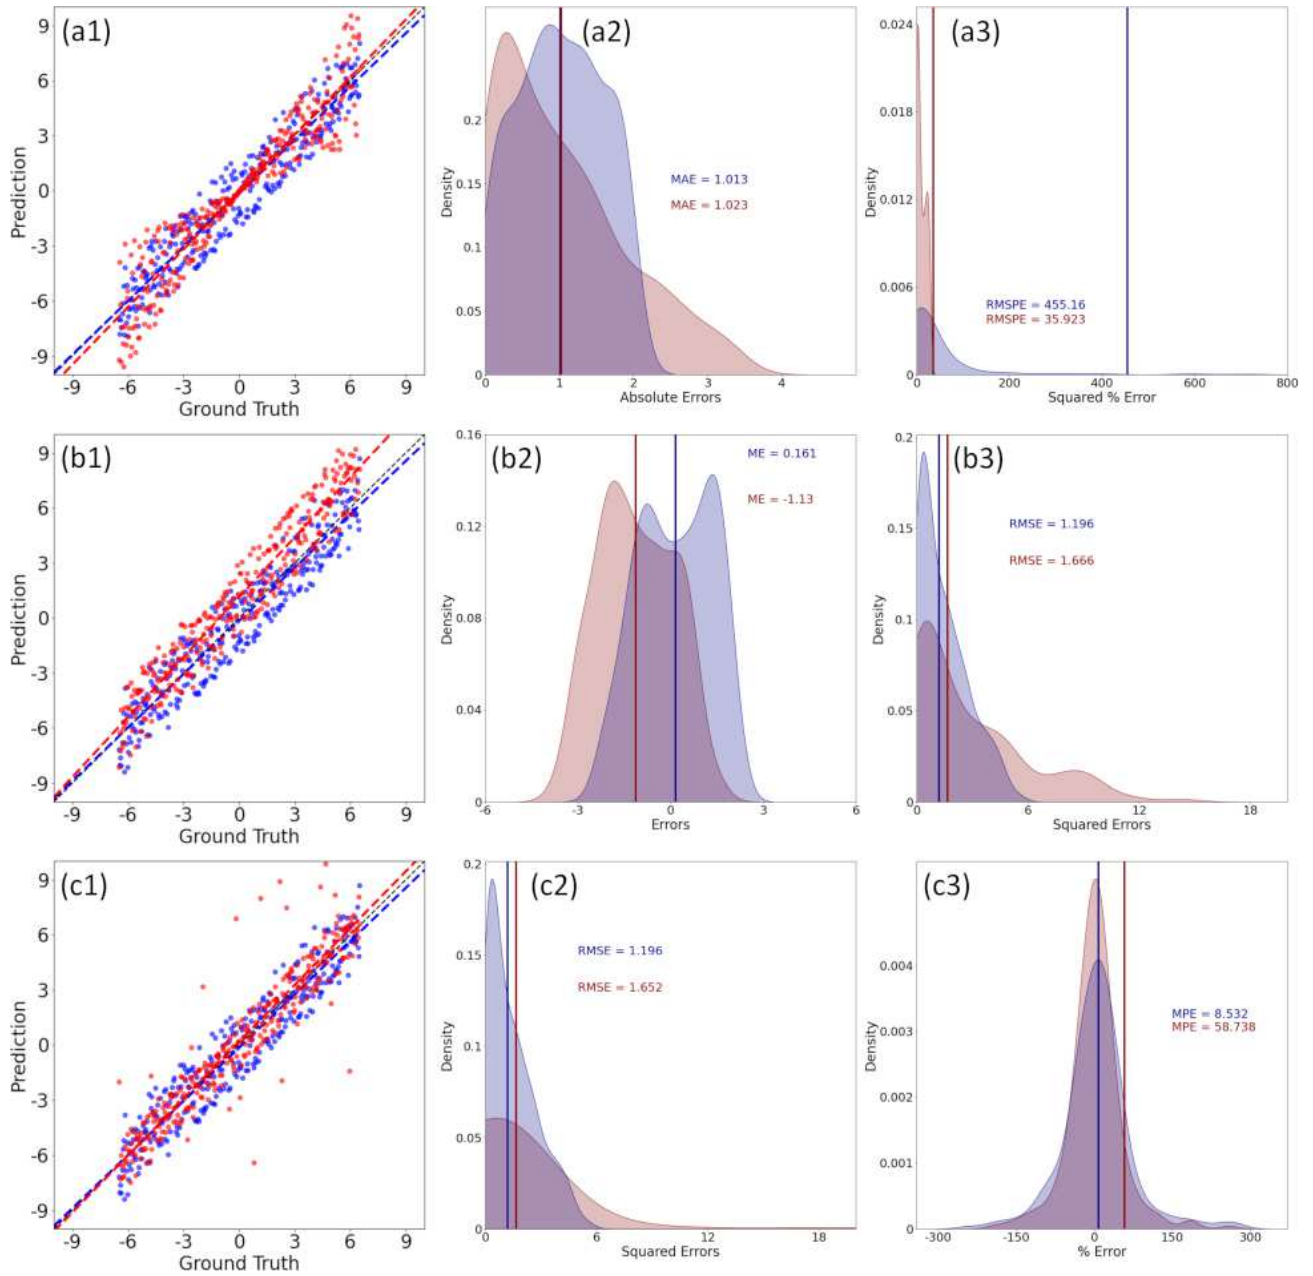 (a1)
9
6
3
0
-3
-6
-9
Prediction
-9 -6 -3 0 3 6 9
Ground Truth
(a2)
0.2
0.15
0.1
0.05
0
Density
MAE = 1.013
MAE = 1.023
0 1 2 3 4
Absolute Errors
(a3)
0.024
0.018
0.012
0.006
0
Density
RMSPE = 455.16
RMSPE = 35.923
0 200 400 600 800
Squared % Error
(b1)
9
6
3
0
-3
-6
-9
Prediction
-9 -6 -3 0 3 6 9
Ground Truth
(b2)
0.16
0.12
0.08
0.04
0
Density
ME = 0.161
ME = -1.13
-6 -3 0 3 6
Errors
(b3)
0.2
0.15
0.1
0.05
0
Density
RMSE = 1.196
RMSE = 1.666
0 6 12 18
Squared Errors
(c1)
9
6
3
0
-3
-6
-9
Prediction
-9 -6 -3 0 3 6 9
Ground Truth
(c2)
0.2
0.15
0.1
0.05
0
Density
RMSE = 1.196
RMSE = 1.652
0 6 12 18
Squared Errors
(c3)
0.004
0.003
0.002
0.001
0
Density
MPE = 8.532
MPE = 58.738
-300 -150 0 150 300
% Error